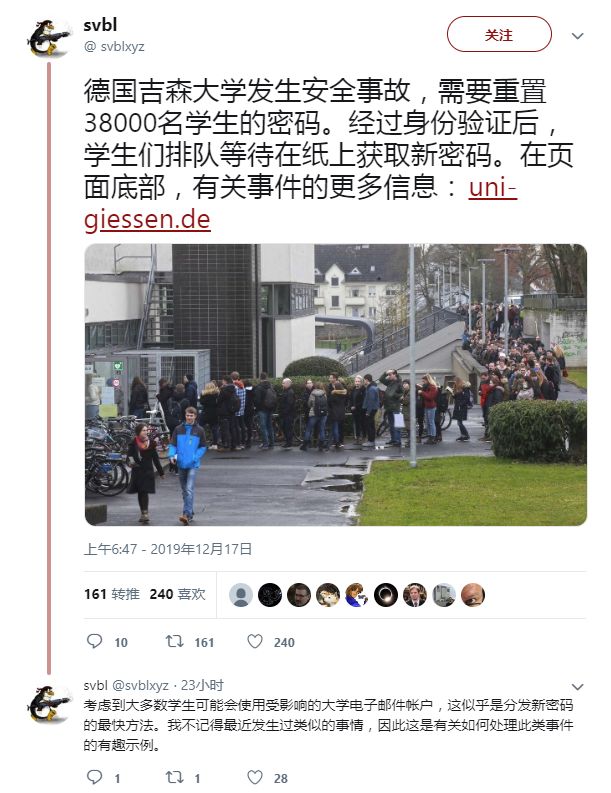 svbl
@ svblxyz
关注
德国吉森大学发生安全事故，需要重置
38000名学生的密码。经过身份验证后，
学生们排队等待在纸上获取新密码。在页
面底部，有关事件的更多信息：uni-
giessen.de
上午6:47 - 2019年12月17日
161 转推 240 喜欢
10 161 240
svbl @svblxyz · 23小时
考虑到大多数学生可能会使用受影响的大学电子邮件帐户，这似乎是分发新密码
的最快方法。我不记得最近发生过类似的事情，因此这是有关如何处理此类事件
的有趣示例。
1 1 28